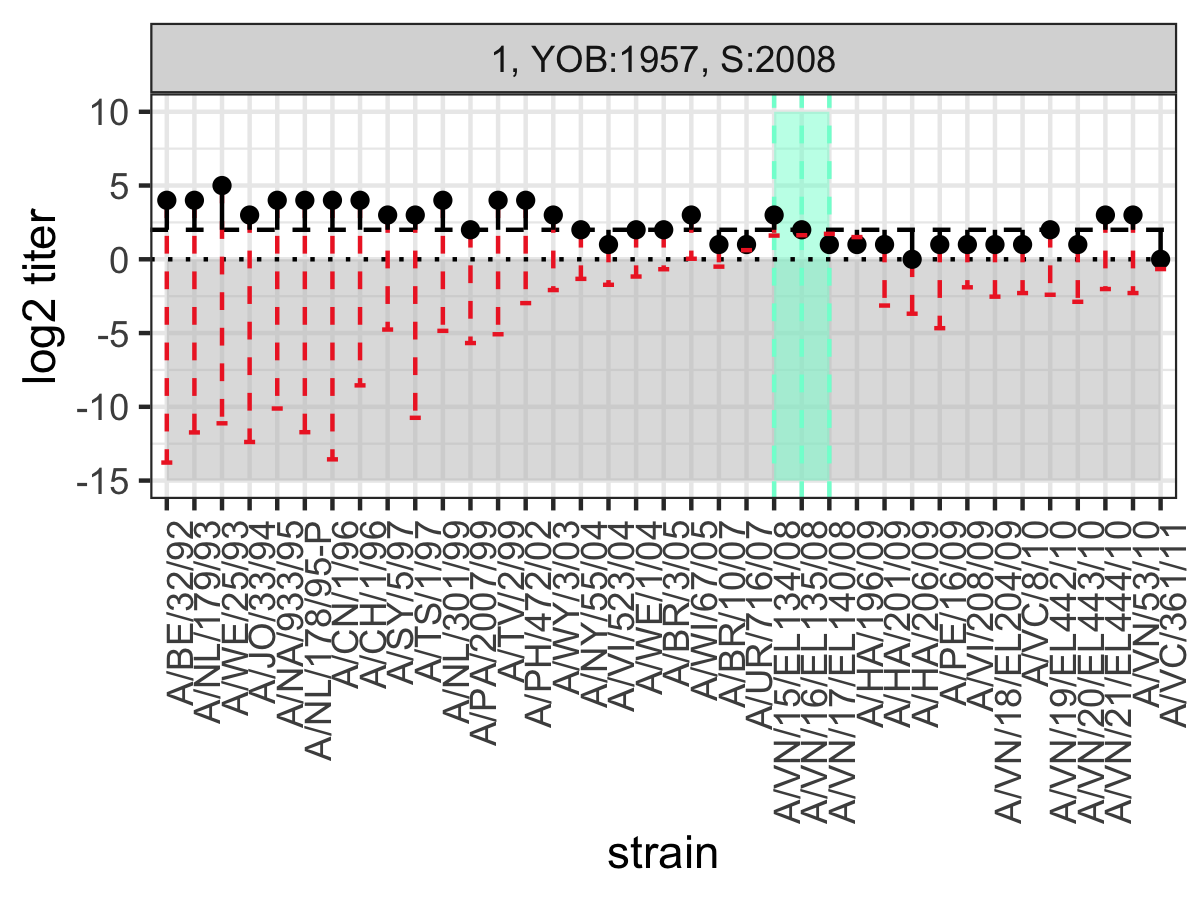 1, YOB:1957, S:2008
log2 titer
10
5
0
-5
-10
-15
A/BE/32/92
A/NL/179/93
A/WE/25/93
A/JO/33/94
A/NA/933/95
A/NL/178/95-P
A/CN/1/96
A/CH/1/96
A/SY/5/97
A/TS/1/97
A/NL/301/99
A/P A/2007/99
A/TV/2/99
A/PH/472/02
A/WY/3/03
A/NY/55/04
A/VI/523/04
A/WE/1/04
A/BR/3/05
A/WI/67/05
A/BR/10/07
A/UR/716/07
A/VN/15/EL134/08
A/VN/16/EL135/08
A/VN/17/EL140/08
A/HA/196/09
A/HA/201/09
A/HA/206/09
A/PE/16/09
A/VI/208/09
A/VN/18/EL204/09
A/VC/8/10
A/VN/19/EL442/10
A/VN/20/EL443/10
A/VN/21/EL444/10
A/VN/53/10
A/VC/361/11
strain